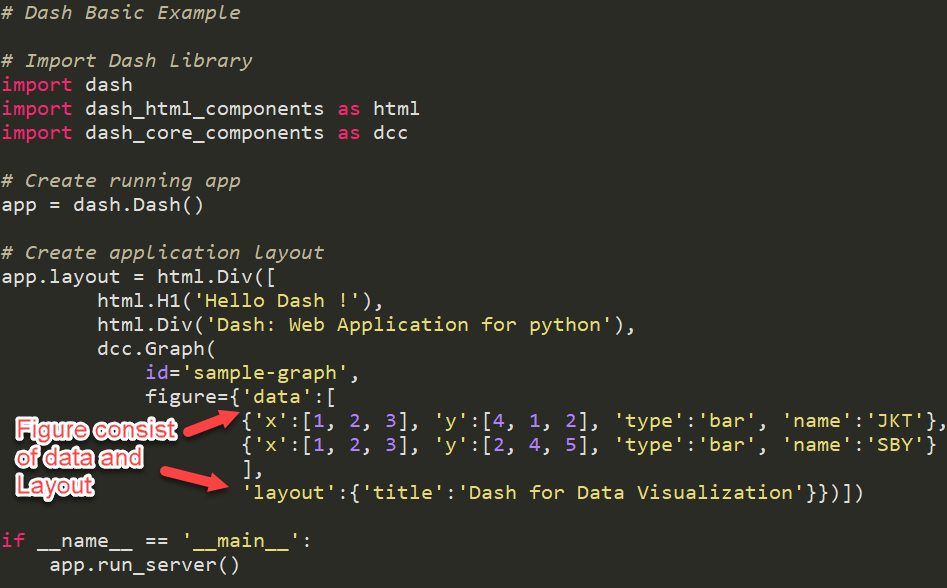 # Dash Basic Example
# Import Dash Library
import dash
import dash_html_components as html
import dash_core_components as dcc
# Create running app
app = dash.Dash()
# Create application layout
app.layout = html.Div([
html.H1('Hello Dash !'),
html.Div('Dash: Web Application for python'),
dcc.Graph(
id='sample-graph',
figure={'data':[
{'x':[1, 2, 3], 'y':[4, 1, 2], 'type':'bar', 'name':'JKT'},
{'x':[1, 2, 3], 'y':[2, 4, 5], 'type':'bar', 'name':'SBY'}
],
'layout':{'title':'Dash for Data Visualization'}})])
Figure consist
of data and
Layout
if __name__ == '__main__':
app.run_server()